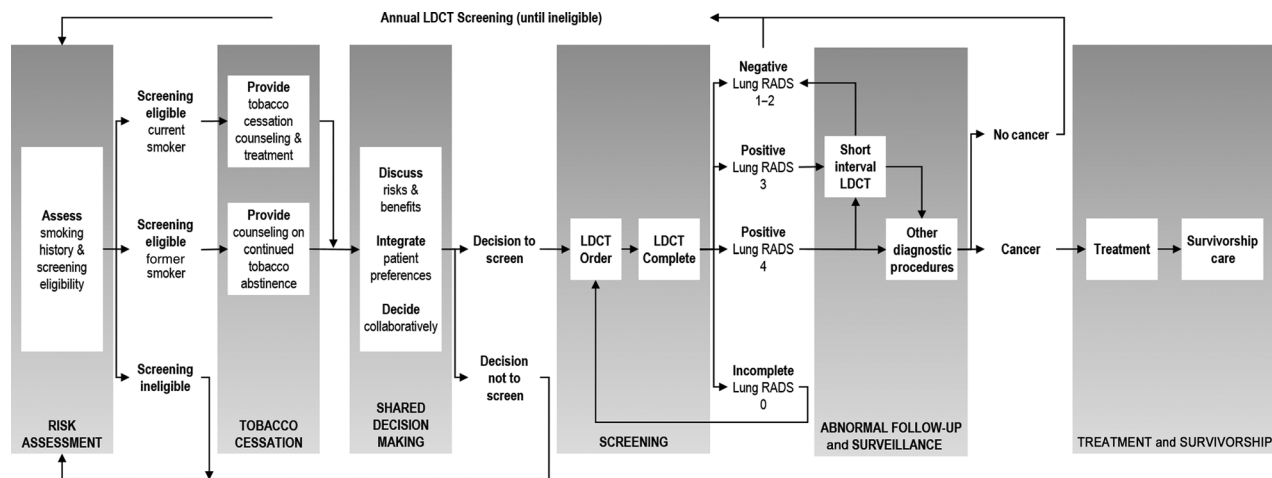 Annual LDCT Screening (until ineligible)
Assess
smoking
history &
screening
eligibility
RISK
ASSESSMENT
Screening
eligible
current
smoker
Screening
eligible
former
smoker
Screening
ineligible
Provide
tobacco
cessation
counseling &
treatment
Provide
counseling on
continued
tobacco
abstinence
TOBACCO
CESSATION
Discuss
risks &
benefits
Integrate
patient
preferences
Decide
collaboratively
SHARED
DECISION
MAKING
Decision to
screen
Decision
not to
screen
LDCT
Order
LDCT
Complete
SCREENING
Negative
Lung RADS
1–2
Positive
Lung RADS
3
Positive
Lung RADS
4
Incomplete
Lung RADS
0
Short
interval
LDCT
Other
diagnostic
procedures
ABNORMAL FOLLOW-UP
and SURVEILLANCE
No cancer
Cancer
Treatment
Survivorship
care
TREATMENT and SURVIVORSHIP